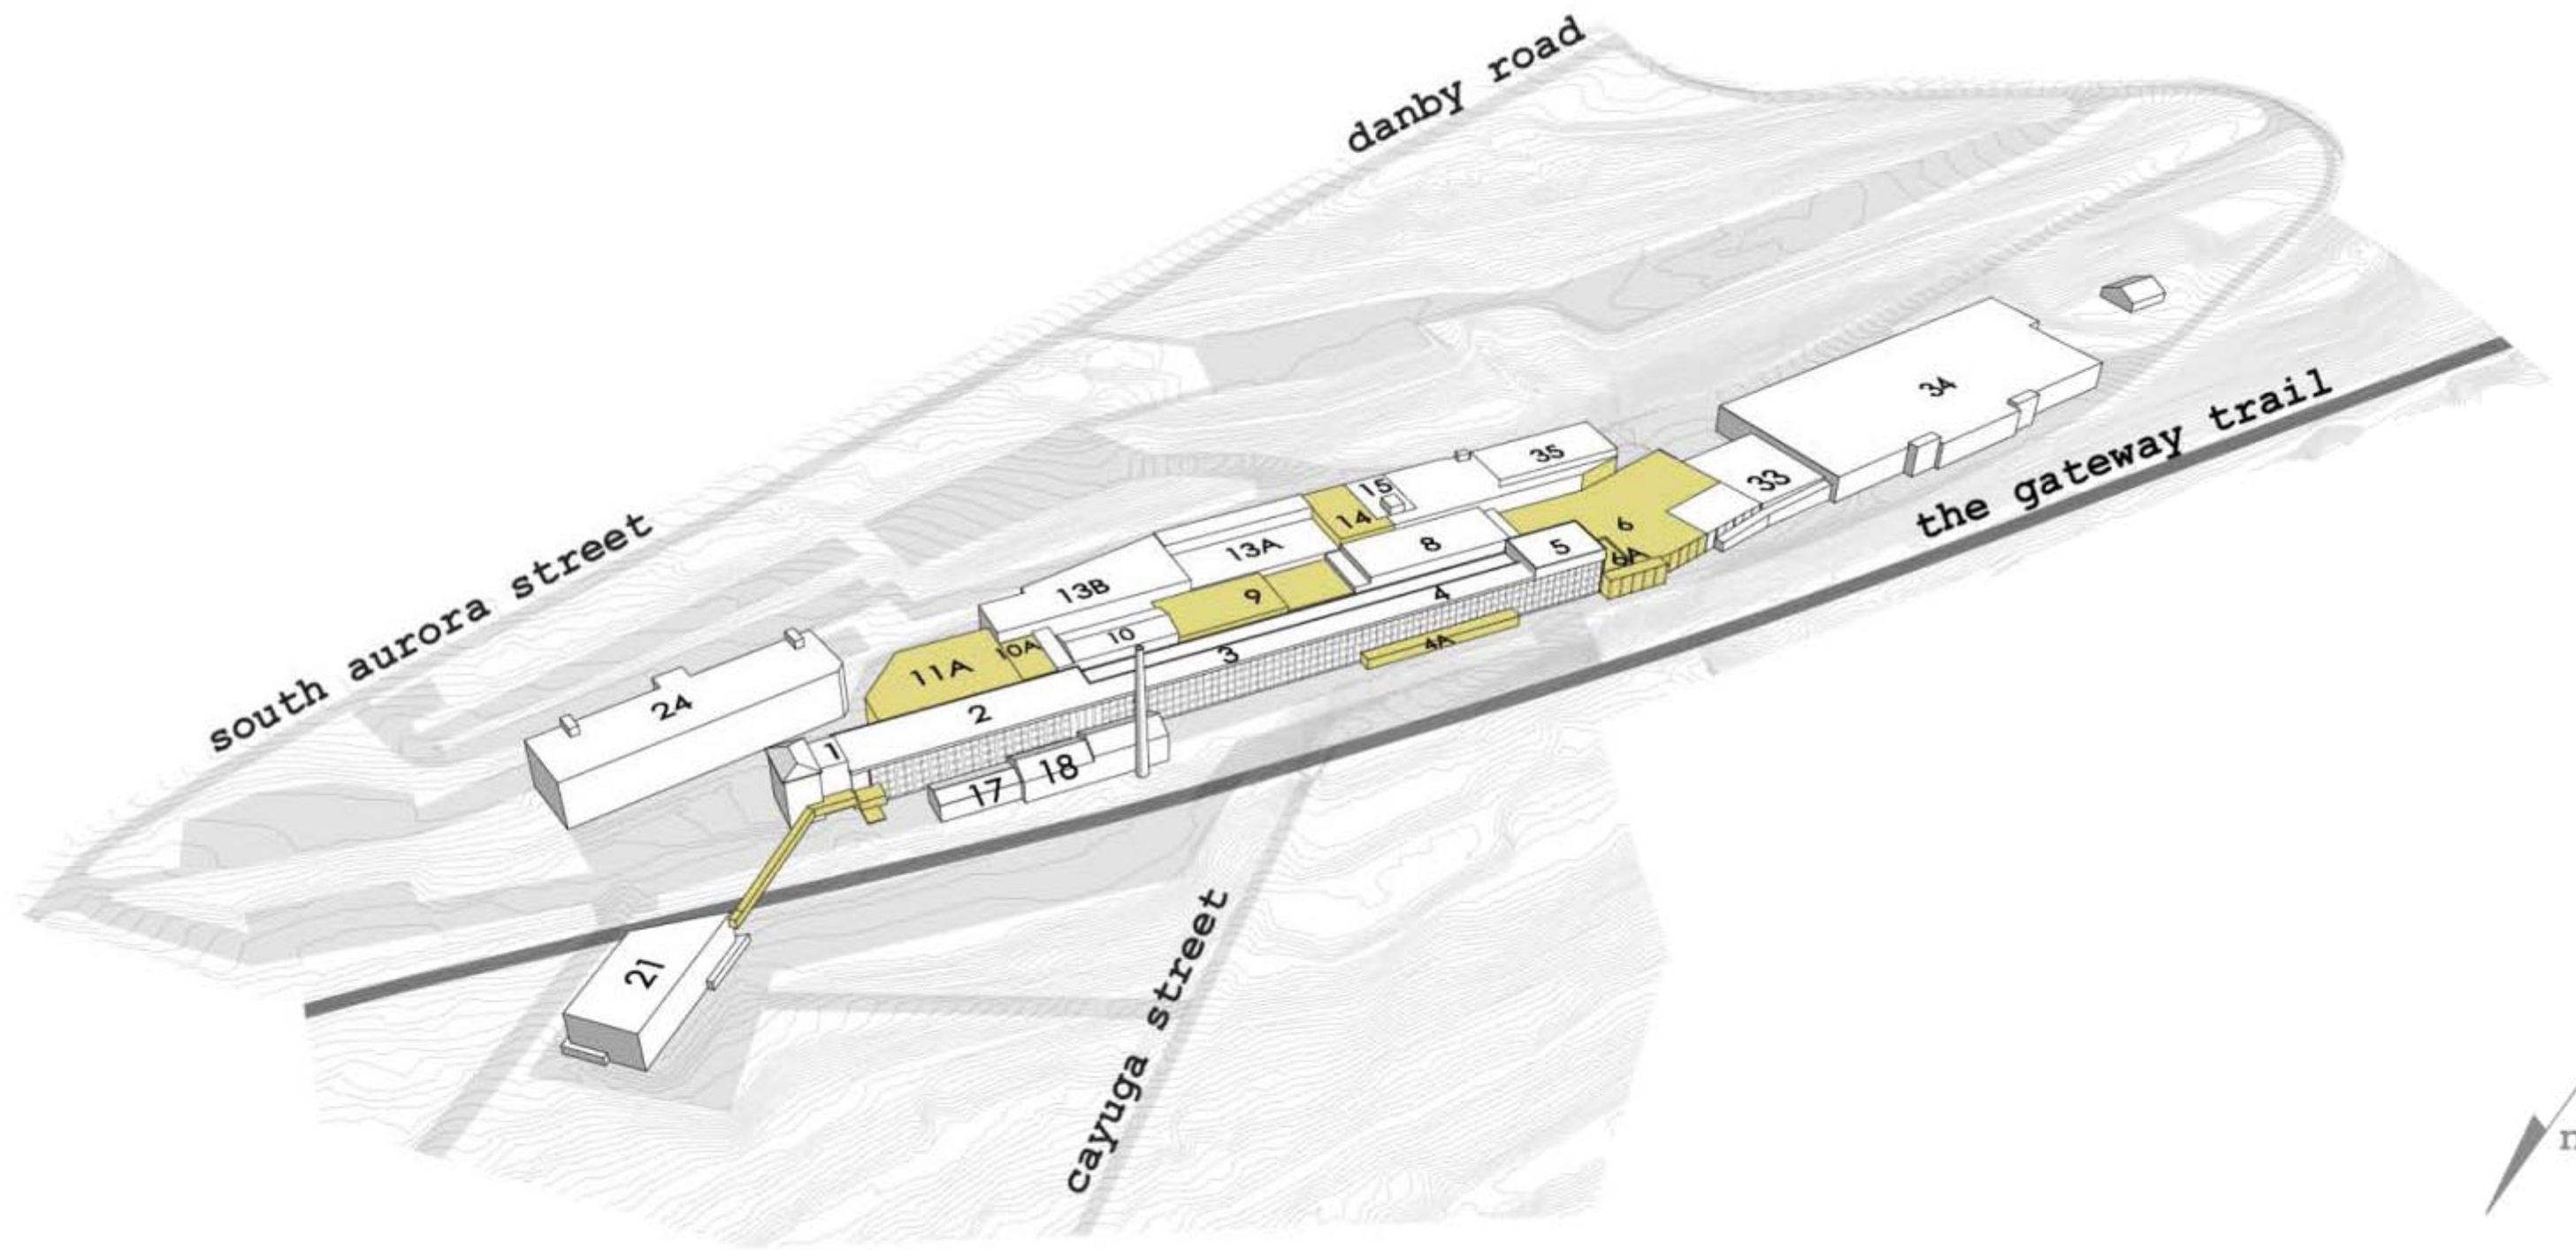 danby road
34
the gateway trail
35
33
15
14
6
south aurora street
13A
8
5
6A
13B
9
4
10
4A
11A
10A
3
24
2
1
18
17
21
cayuga street
n